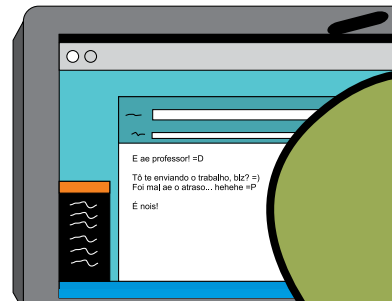 E ae professor! =D
Tô te enviando o trabalho, blz? =)
Foi mal ae o atraso... hehehe =P
É nois!